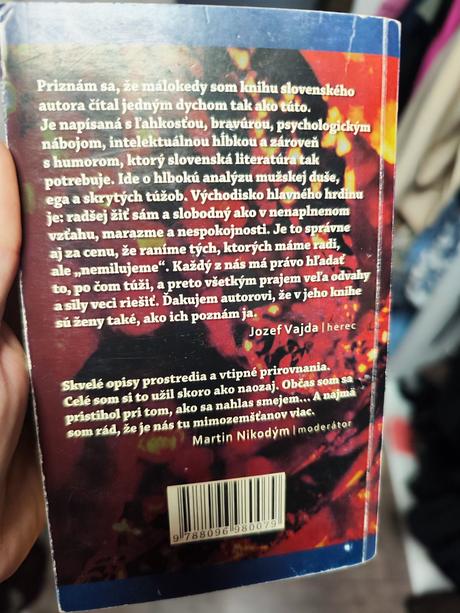 Priznám sa, že málokedy som knihu slovenského
autora čítal jedným dychom tak ako túto.
Je napísaná s ľahkosťou, bravúrou, psychologickým
nábojom, intelektuálnou hĺbkou a zároveň
s humorom, ktorý slovenská literatúra tak
potrebuje. Ide o hlbokú analýzu mužskej duše,
ega a skrytých túžob. Východisko hlavného hrdinu
je: radšej žiť sám a slobodný ako v nenaplnenom
vzťahu, marazme a nespokojnosti. Je to správne
aj za cenu, že raníme tých, ktorých máme radi,
ale „nemilujeme“. Každý z nás má právo hľadať
to, po čom túži, a preto všetkým prajem veľa odvahy
a sily veci riešiť. Ďakujem autorovi, že v jeho knihe
sú ženy také, ako ich poznám ja.
Jozef Vajda | herec
Skvelé opisy prostredia a vtipné prirovnania.
Celé som si to užil skoro ako naozaj. Občas som sa
pristihol pri tom, ako sa nahlas smejem... A najmä
som rád, že je nás tu mimozemšťanov viac.
Martin Nikodým | moderátor
9 788096 980079